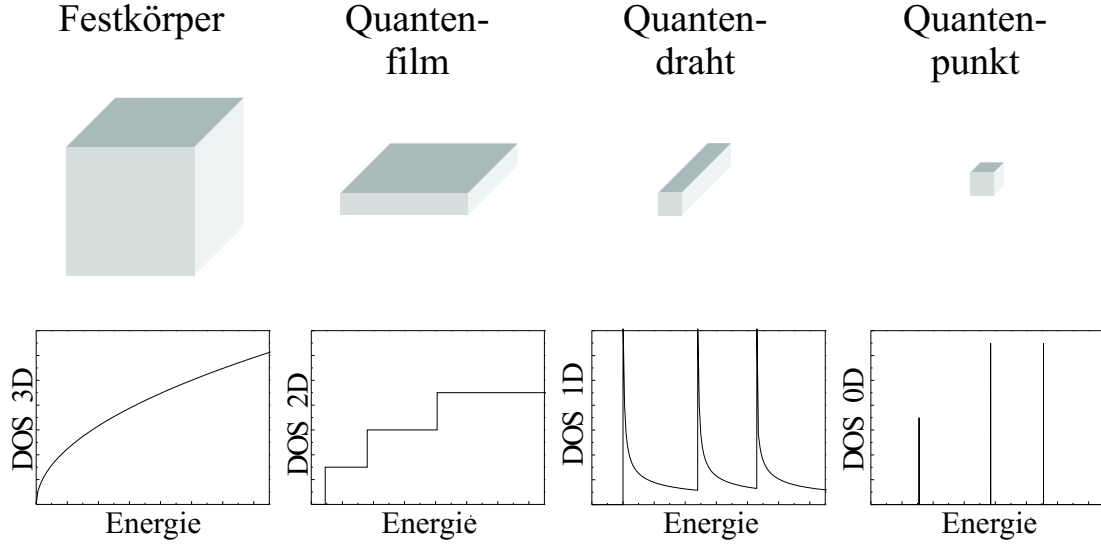 Festkörper
Quanten-
film
Quanten-
draht
Quanten-
punkt
DOS 3D
Energie
DOS 2D
Energie
DOS 1D
Energie
DOS 0D
Energie